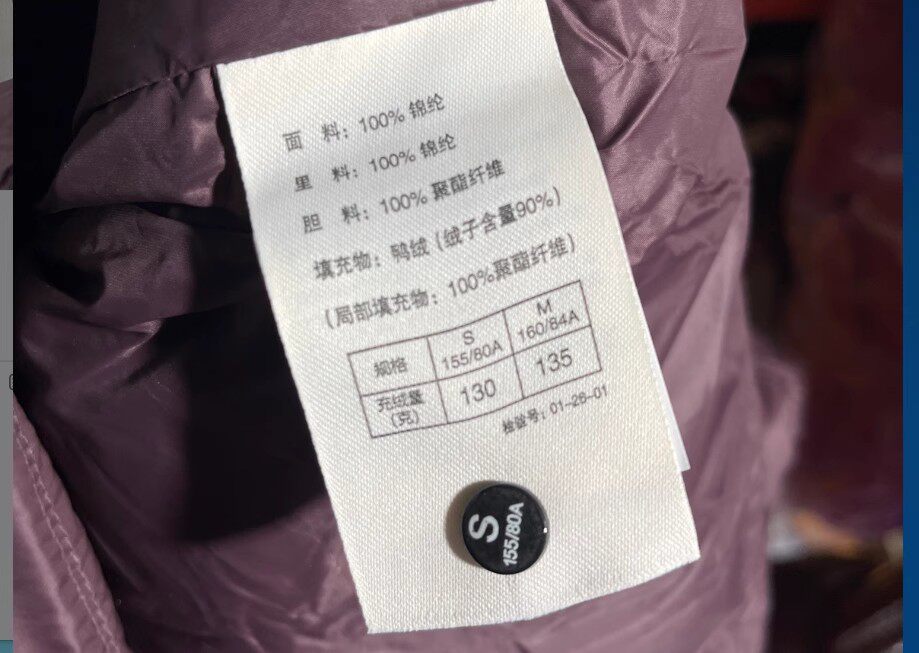 面 料：100% 锦纶
里 料：100% 锦纶
胆 料：100% 聚酯纤维
填充物：鸭绒（绒子含量90%）
（局部填充物：100%聚酯纤维）
规格 S 155/80A M 160/84A
充绒量（克） 130 135
检验号：01-28-01
S
155/80A